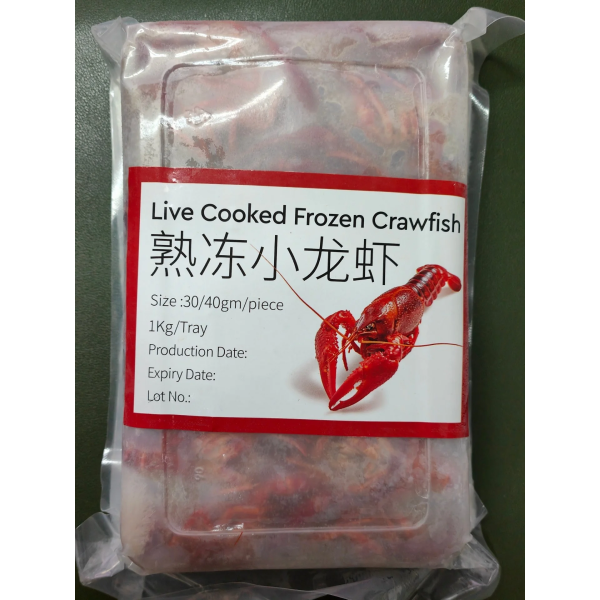 Live Cooked Frozen Crawfish
熟冻小龙虾
Size :30/40gm/piece
1Kg/Tray
Production Date:
Expiry Date:
Lot No.: